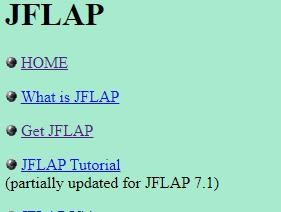 JFLAP
HOME
What is JFLAP
Get JFLAP
JFLAP Tutorial
(partially updated for JFLAP 7.1)